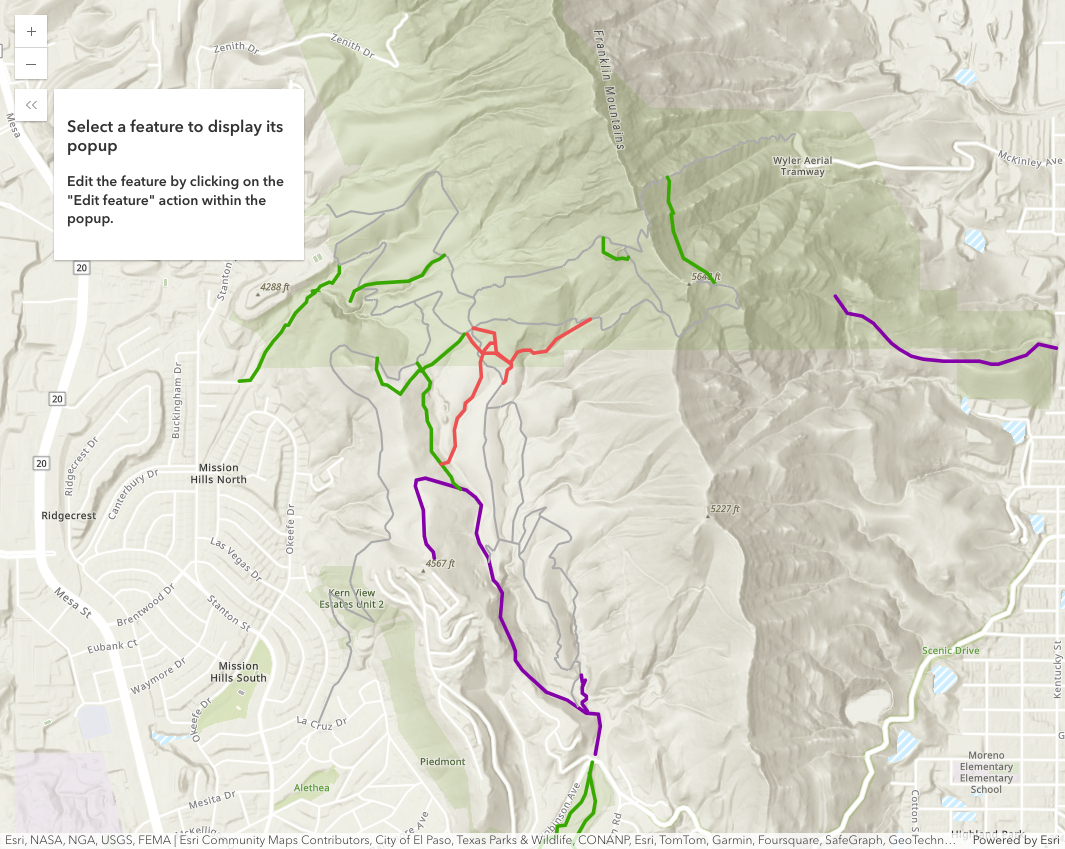 +
Zenith Dr
Zenith Dr
−
Franklin Mountains
Mesa
Select a feature to display its
popup
Edit the feature by clicking on the
"Edit feature" action within the
popup.
McKinley Ave
Wyler Aerial
Tramway
20
Stanton
4288 ft
20
Buckingham Dr
20
Ridgecrest Dr
Canterbury Dr
Mission
Hills North
Ridgecrest
Okeefe Dr
5227 ft
Las Vegas Dr
4567 ft
Mesa St
Brentwood Dr
Stanton St
Kern View
Estates Unit 2
Eubank Ct
Waymore Dr
Mission
Hills South
Scenic Drive
Kentucky St
Okeefe Dr
La Cruz Dr
Piedmont
Alethea
Mesita Dr
Moreno
Elementary
Elementary
School
Esri, NASA, NGA, USGS, FEMA | Esri Community Maps Contributors, City of El Paso, Texas Parks & Wildlife, CONANP, Esri, TomTom, Garmin, Foursquare, SafeGraph, GeoTechn...
Powered by Esri